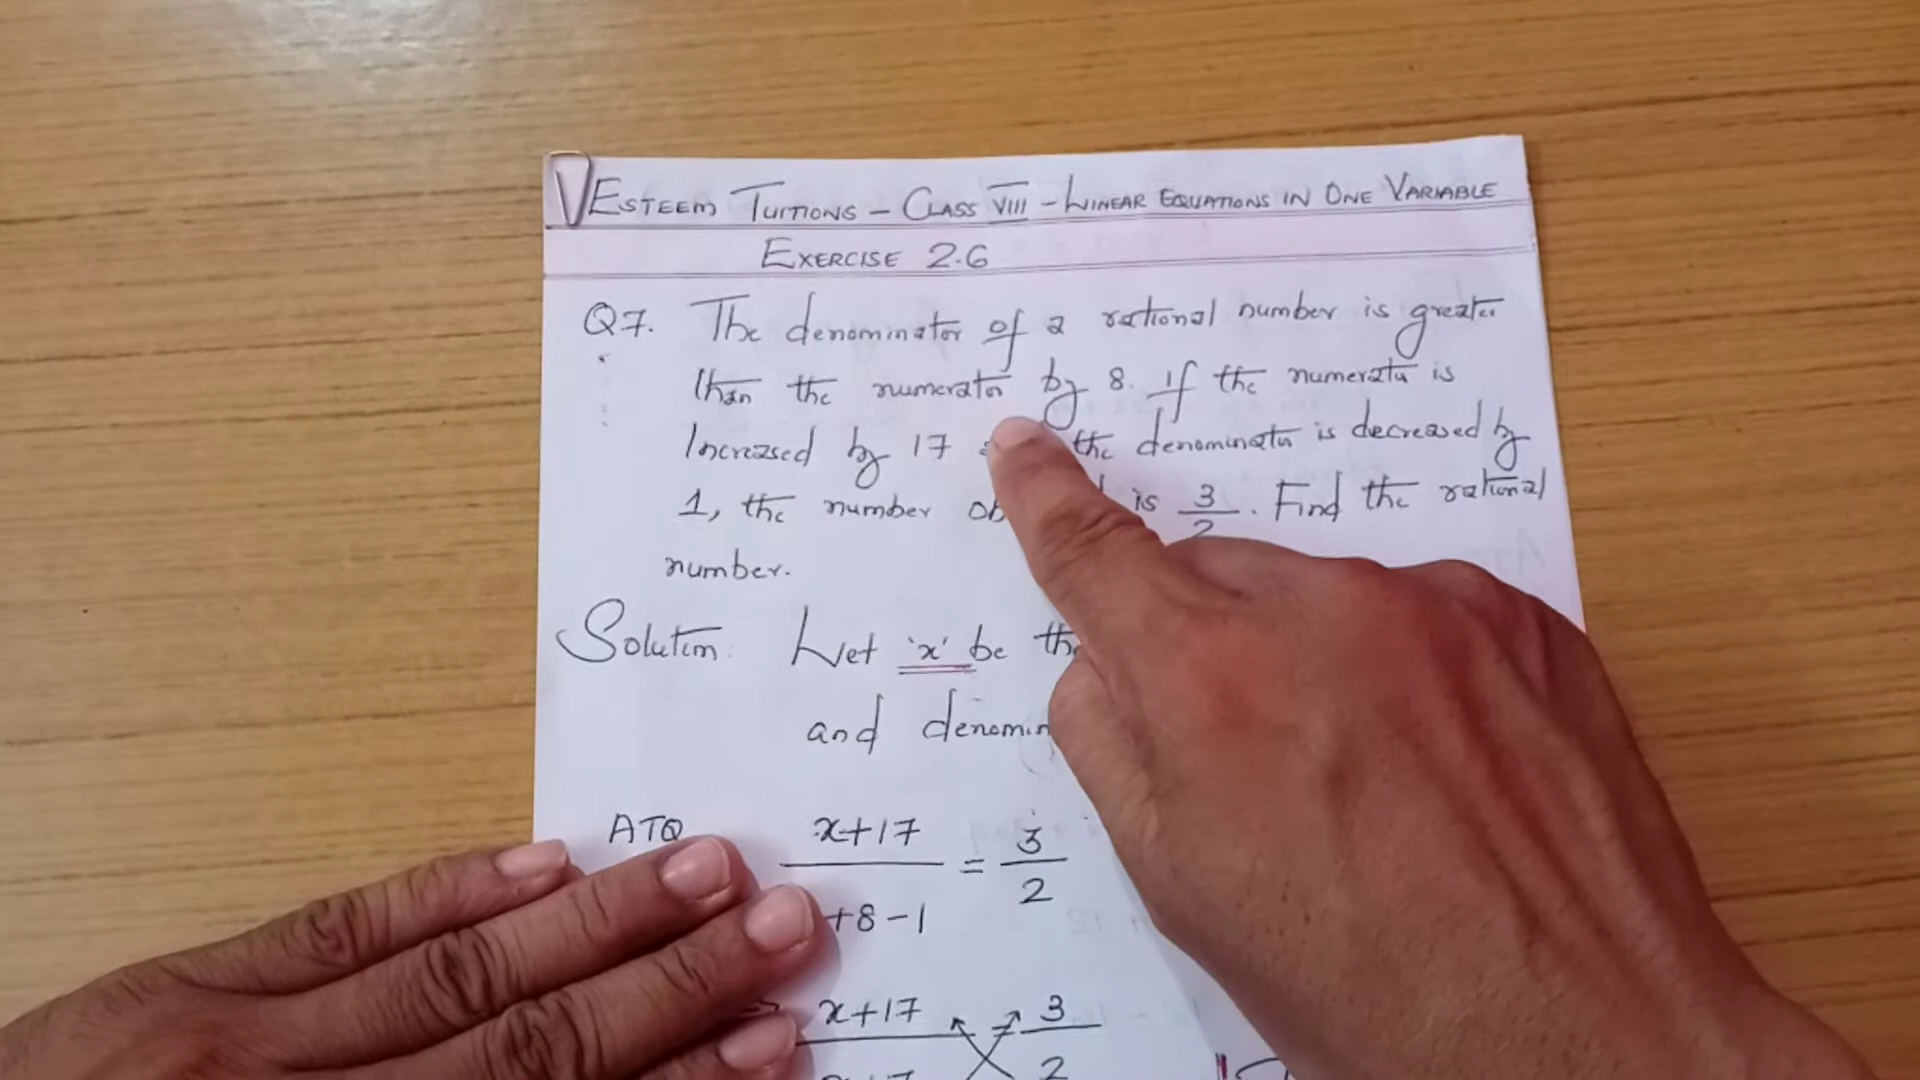 VESTEEM TUITIONS - CLASS VIII - LINEAR EQUATIONS IN ONE VARIABLE
EXERCISE 2.6
Q7. The denominator of a rational number is greater
than the numerator by 8. If the numerator is
Increased by 17 the denominator is decreased by
1, the number is 3/2. Find the rational
number.
Solution: Let 'x' be
and
ATQ x+17 / +8-1 = 3/2
x+17 3
2